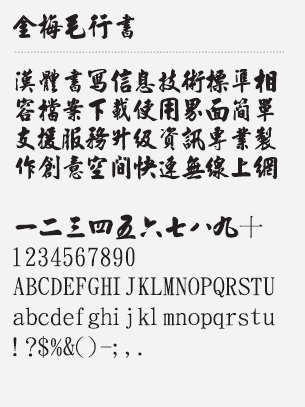 金梅毛行書
漢體書寫信息技術標準相
容檔案下載使用界面簡單
支援服務升级資訊專業製
作創意空间快速無線上網
一二三四五六七八九十
1234567890
ABCDEFGHIJKLMNOPQRSTU
abcdefghijklmnopqrstu
!?$%&()-;,.